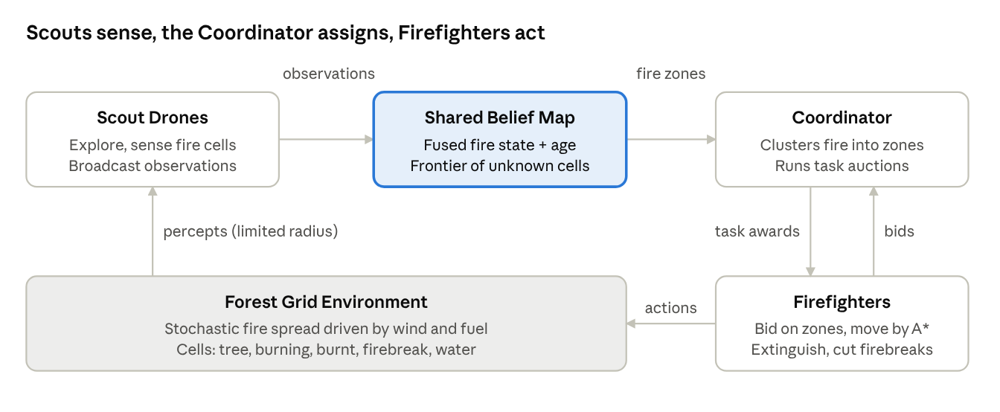 Scouts sense, the Coordinator assigns, Firefighters act
observations
fire zones
Scout Drones
Explore, sense fire cells
Broadcast observations
Shared Belief Map
Fused fire state + age
Frontier of unknown cells
Coordinator
Clusters fire into zones
Runs task auctions
percepts (limited radius)
task awards
bids
Forest Grid Environment
Stochastic fire spread driven by wind and fuel
Cells: tree, burning, burnt, firebreak, water
actions
Firefighters
Bid on zones, move by A*
Extinguish, cut firebreaks